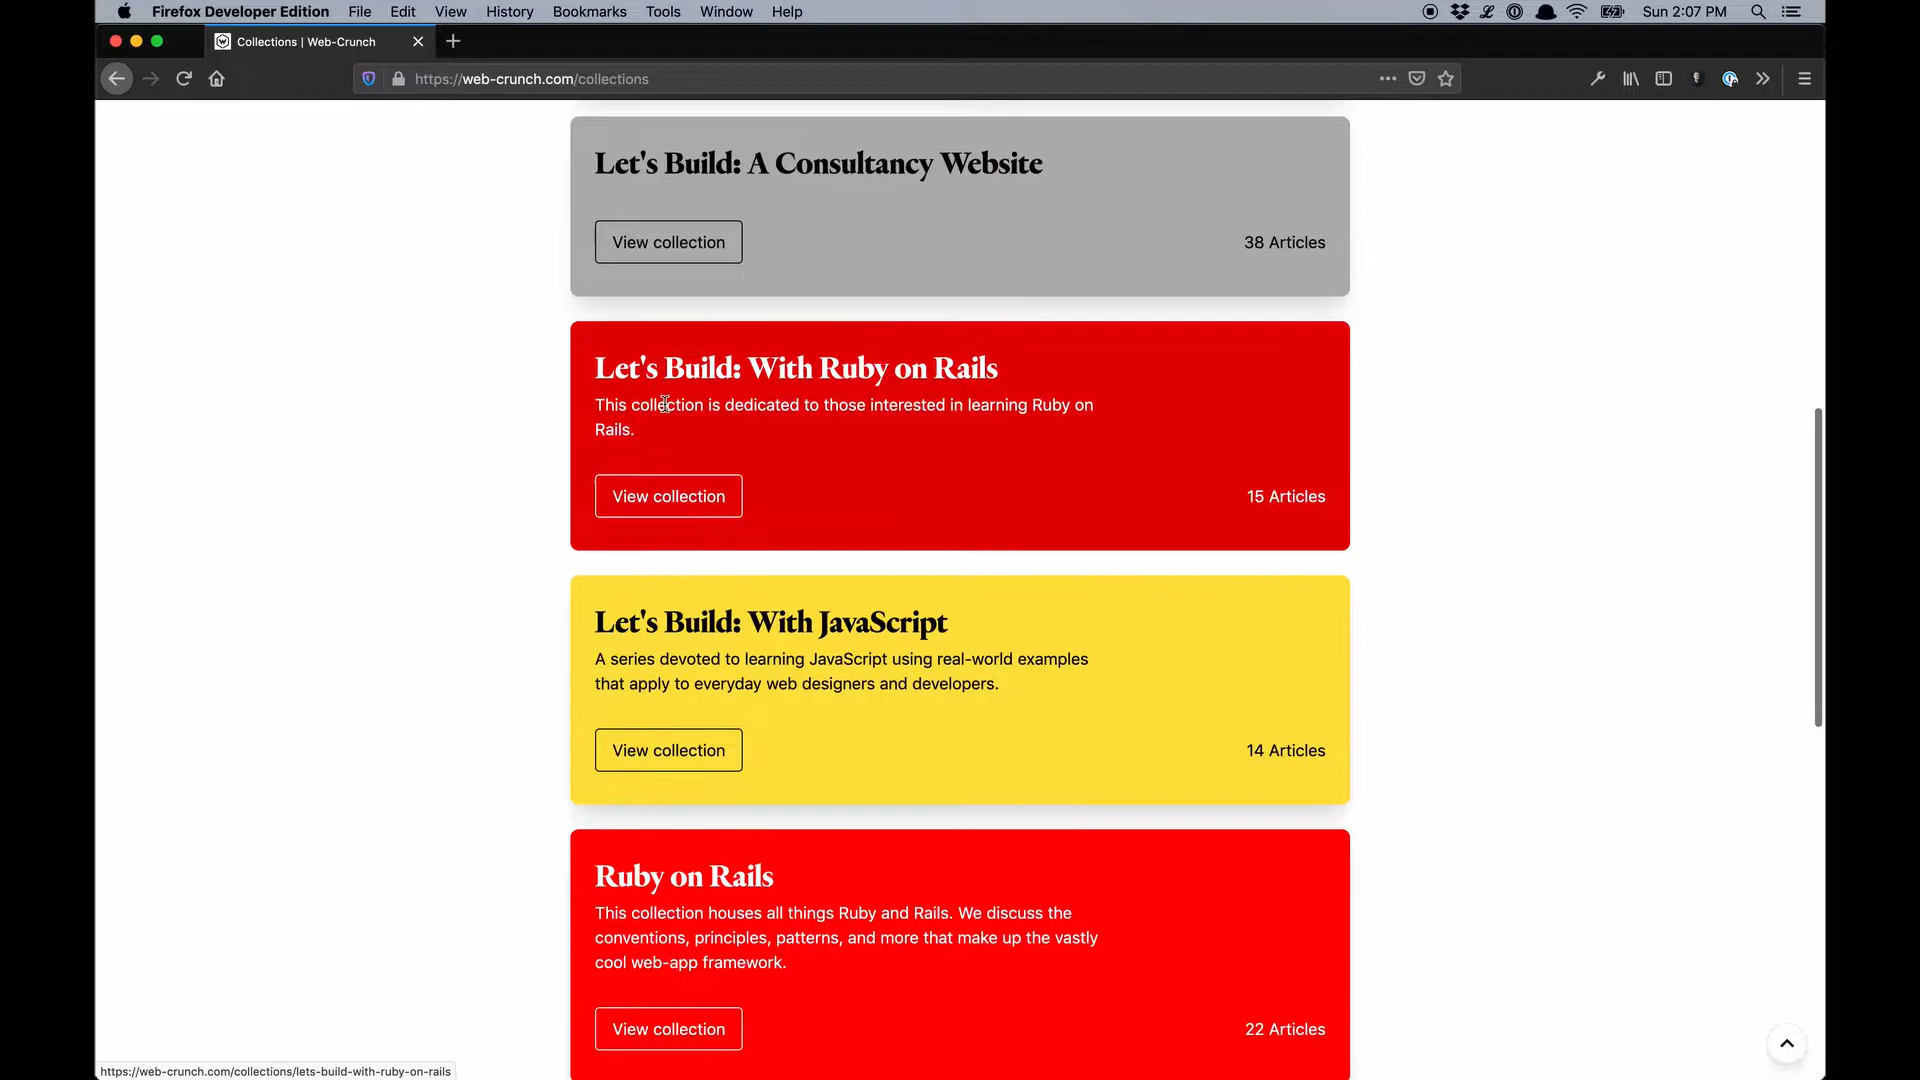 Firefox Developer Edition File Edit View History Bookmarks Tools Window Help Sun 2:07 PM
Collections | Web-Crunch
https://web-crunch.com/collections
Let's Build: A Consultancy Website
View collection
38 Articles
Let's Build: With Ruby on Rails
This collection is dedicated to those interested in learning Ruby on
Rails.
View collection
15 Articles
Let's Build: With JavaScript
A series devoted to learning JavaScript using real-world examples
that apply to everyday web designers and developers.
View collection
14 Articles
Ruby on Rails
This collection houses all things Ruby and Rails. We discuss the
conventions, principles, patterns, and more that make up the vastly
cool web-app framework.
View collection
22 Articles
https://web-crunch.com/collections/lets-build-with-ruby-on-rails